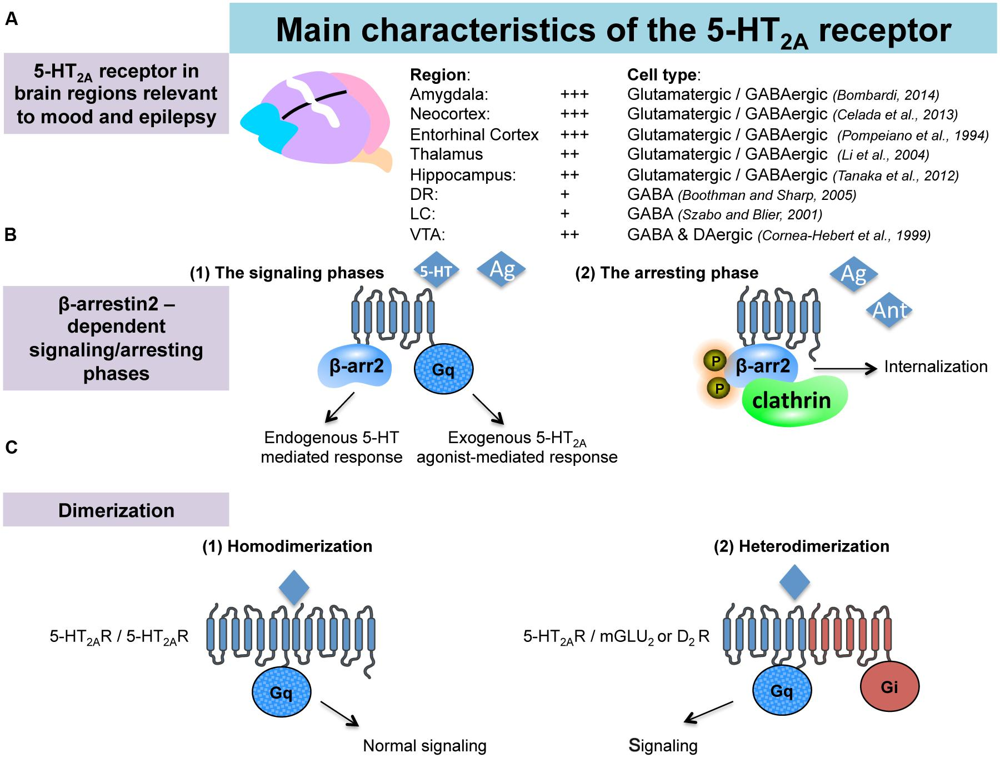 A
Main characteristics of the 5-HT2A receptor
5-HT2A receptor in
brain regions relevant
to mood and epilepsy
Region: Cell type:
Amygdala: +++ Glutamatergic / GABAergic (Bombardi, 2014)
Neocortex: +++ Glutamatergic / GABAergic (Celada et al., 2013)
Entorhinal Cortex +++ Glutamatergic / GABAergic (Pompeiano et al., 1994)
Thalamus ++ Glutamatergic / GABAergic (Li et al., 2004)
Hippocampus: ++ Glutamatergic / GABAergic (Tanaka et al., 2012)
DR: + GABA (Boothman and Sharp, 2005)
LC: + GABA (Szabo and Blier, 2001)
VTA: ++ GABA & DAergic (Cornea-Hebert et al., 1999)
B
β-arrestin2 –
dependent
signaling/arresting
phases
(1) The signaling phases
5-HT
Ag
β-arr2
Gq
Endogenous 5-HT
mediated response
Exogenous 5-HT2A
agonist-mediated response
(2) The arresting phase
Ag
Ant
P
P
β-arr2
clathrin
Internalization
C
Dimerization
(1) Homodimerization
5-HT2AR / 5-HT2AR
Gq
Normal signaling
(2) Heterodimerization
5-HT2AR / mGLU2 or D2 R
Gq
Gi
Signaling